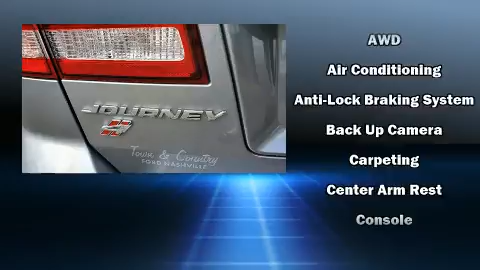 JOURNEY
Town & Country
FORD NASHVILLE
AWD
Air Conditioning
Anti-Lock Braking System
Back Up Camera
Carpeting
Center Arm Rest
Console